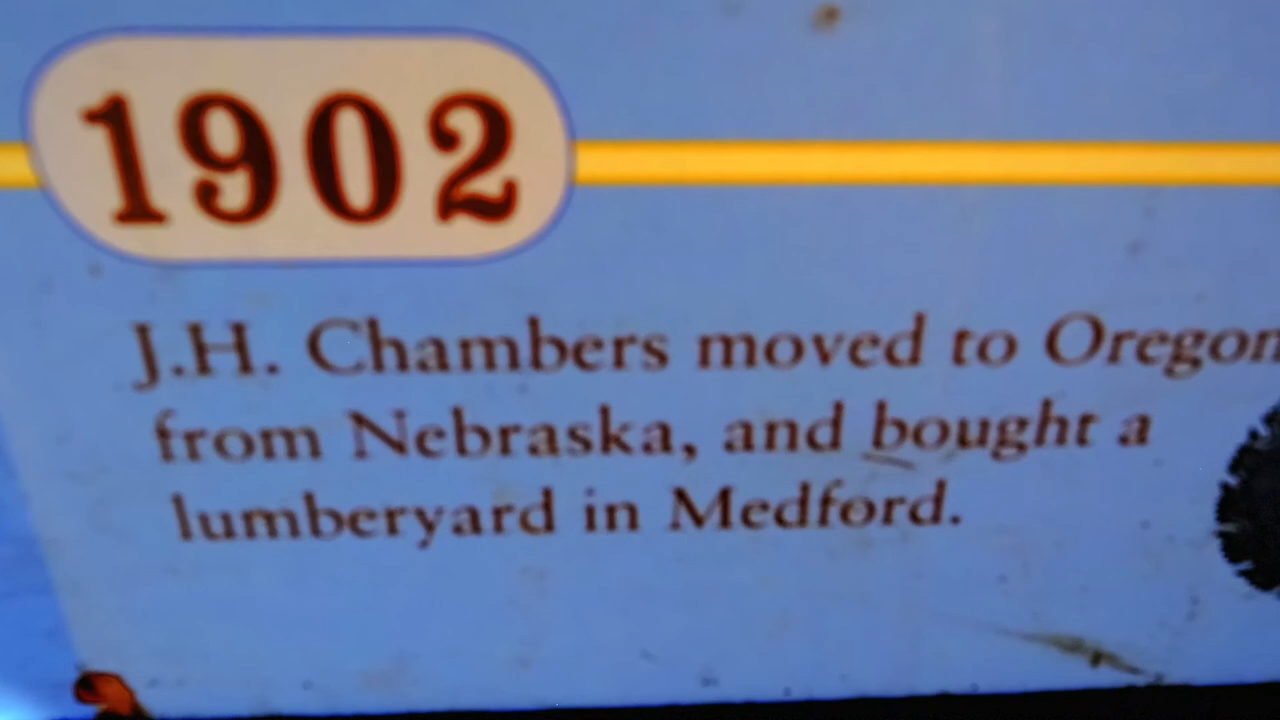 1902
J.H. Chambers moved to Oregon
from Nebraska, and bought a
lumberyard in Medford.